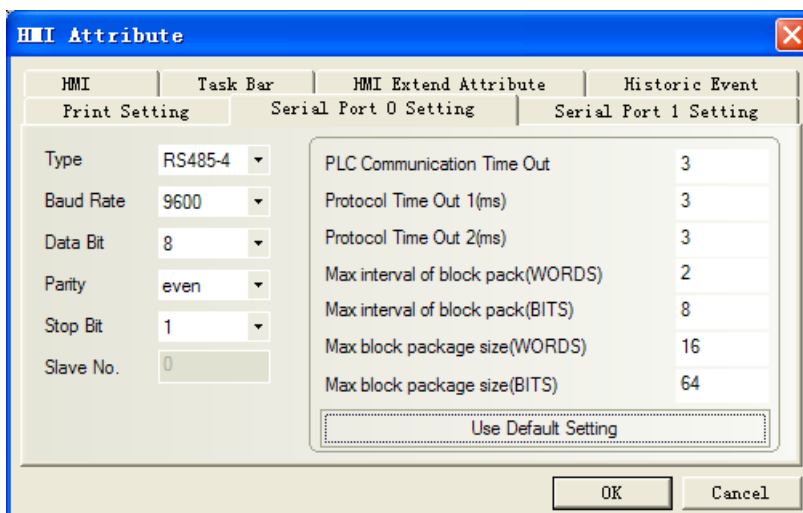 HMI Attribute
HMI Task Bar HMI Extend Attribute Historic Event
Print Setting Serial Port 0 Setting Serial Port 1 Setting
Type RS485-4
Baud Rate 9600
Data Bit 8
Parity even
Stop Bit 1
Slave No. 0
PLC Communication Time Out 3
Protocol Time Out 1(ms) 3
Protocol Time Out 2(ms) 3
Max interval of block pack(WORDS) 2
Max interval of block pack(BITS) 8
Max block package size(WORDS) 16
Max block package size(BITS) 64
Use Default Setting
OK Cancel